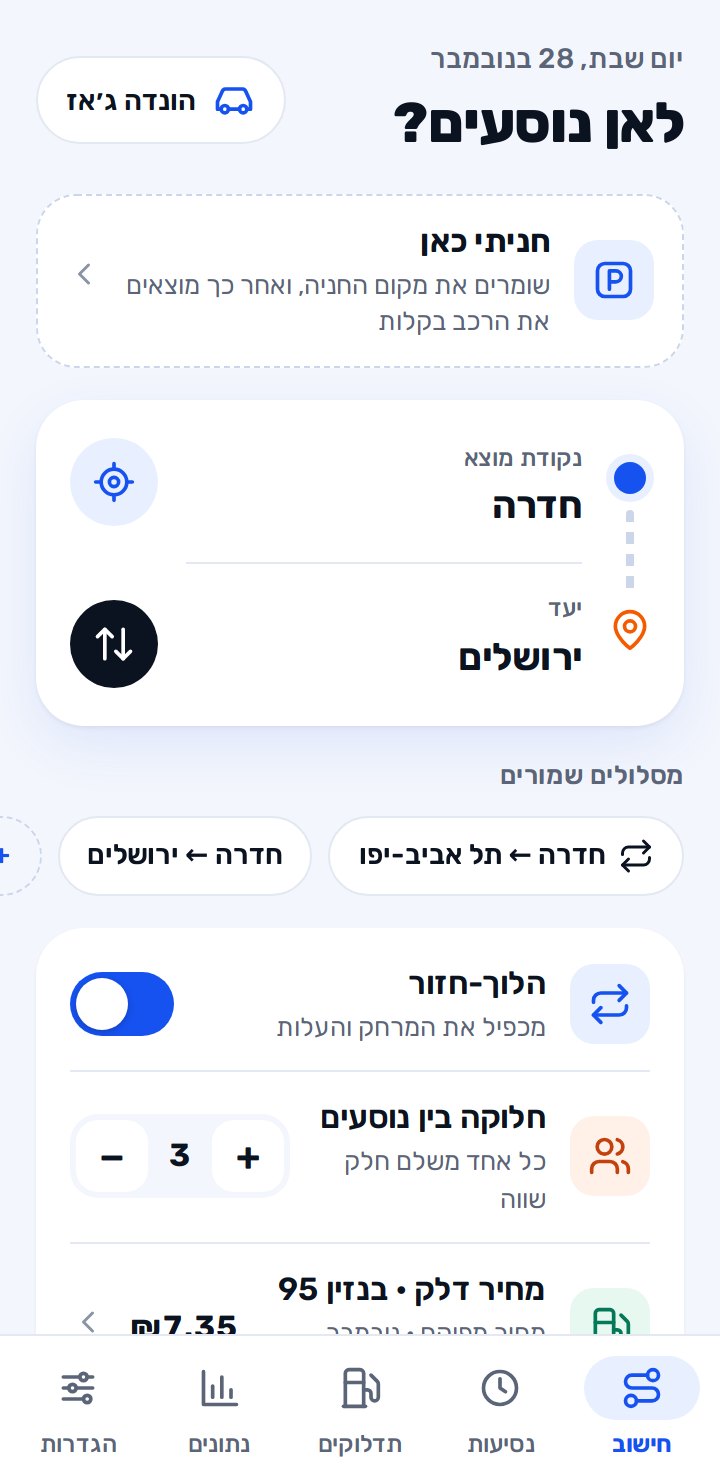 יום שבת, 28 בנובמבר
לאן נוסעים?
הונדה ג׳אז
חניתי כאן
שומרים את מקום החניה, ואחר כך מוצאים
את הרכב בקלות
נקודת מוצא
חדרה
יעד
ירושלים
מסלולים שמורים
חדרה ← תל אביב-יפו
חדרה ← ירושלים
+
הלוך-חזור
מכפיל את המרחק והעלות
חלוקה בין נוסעים
כל אחד משלם חלק
שווה
+ 3 −
מחיר דלק • בנזין 95
₪7.35
חישוב
נסיעות
תדלוקים
נתונים
הגדרות